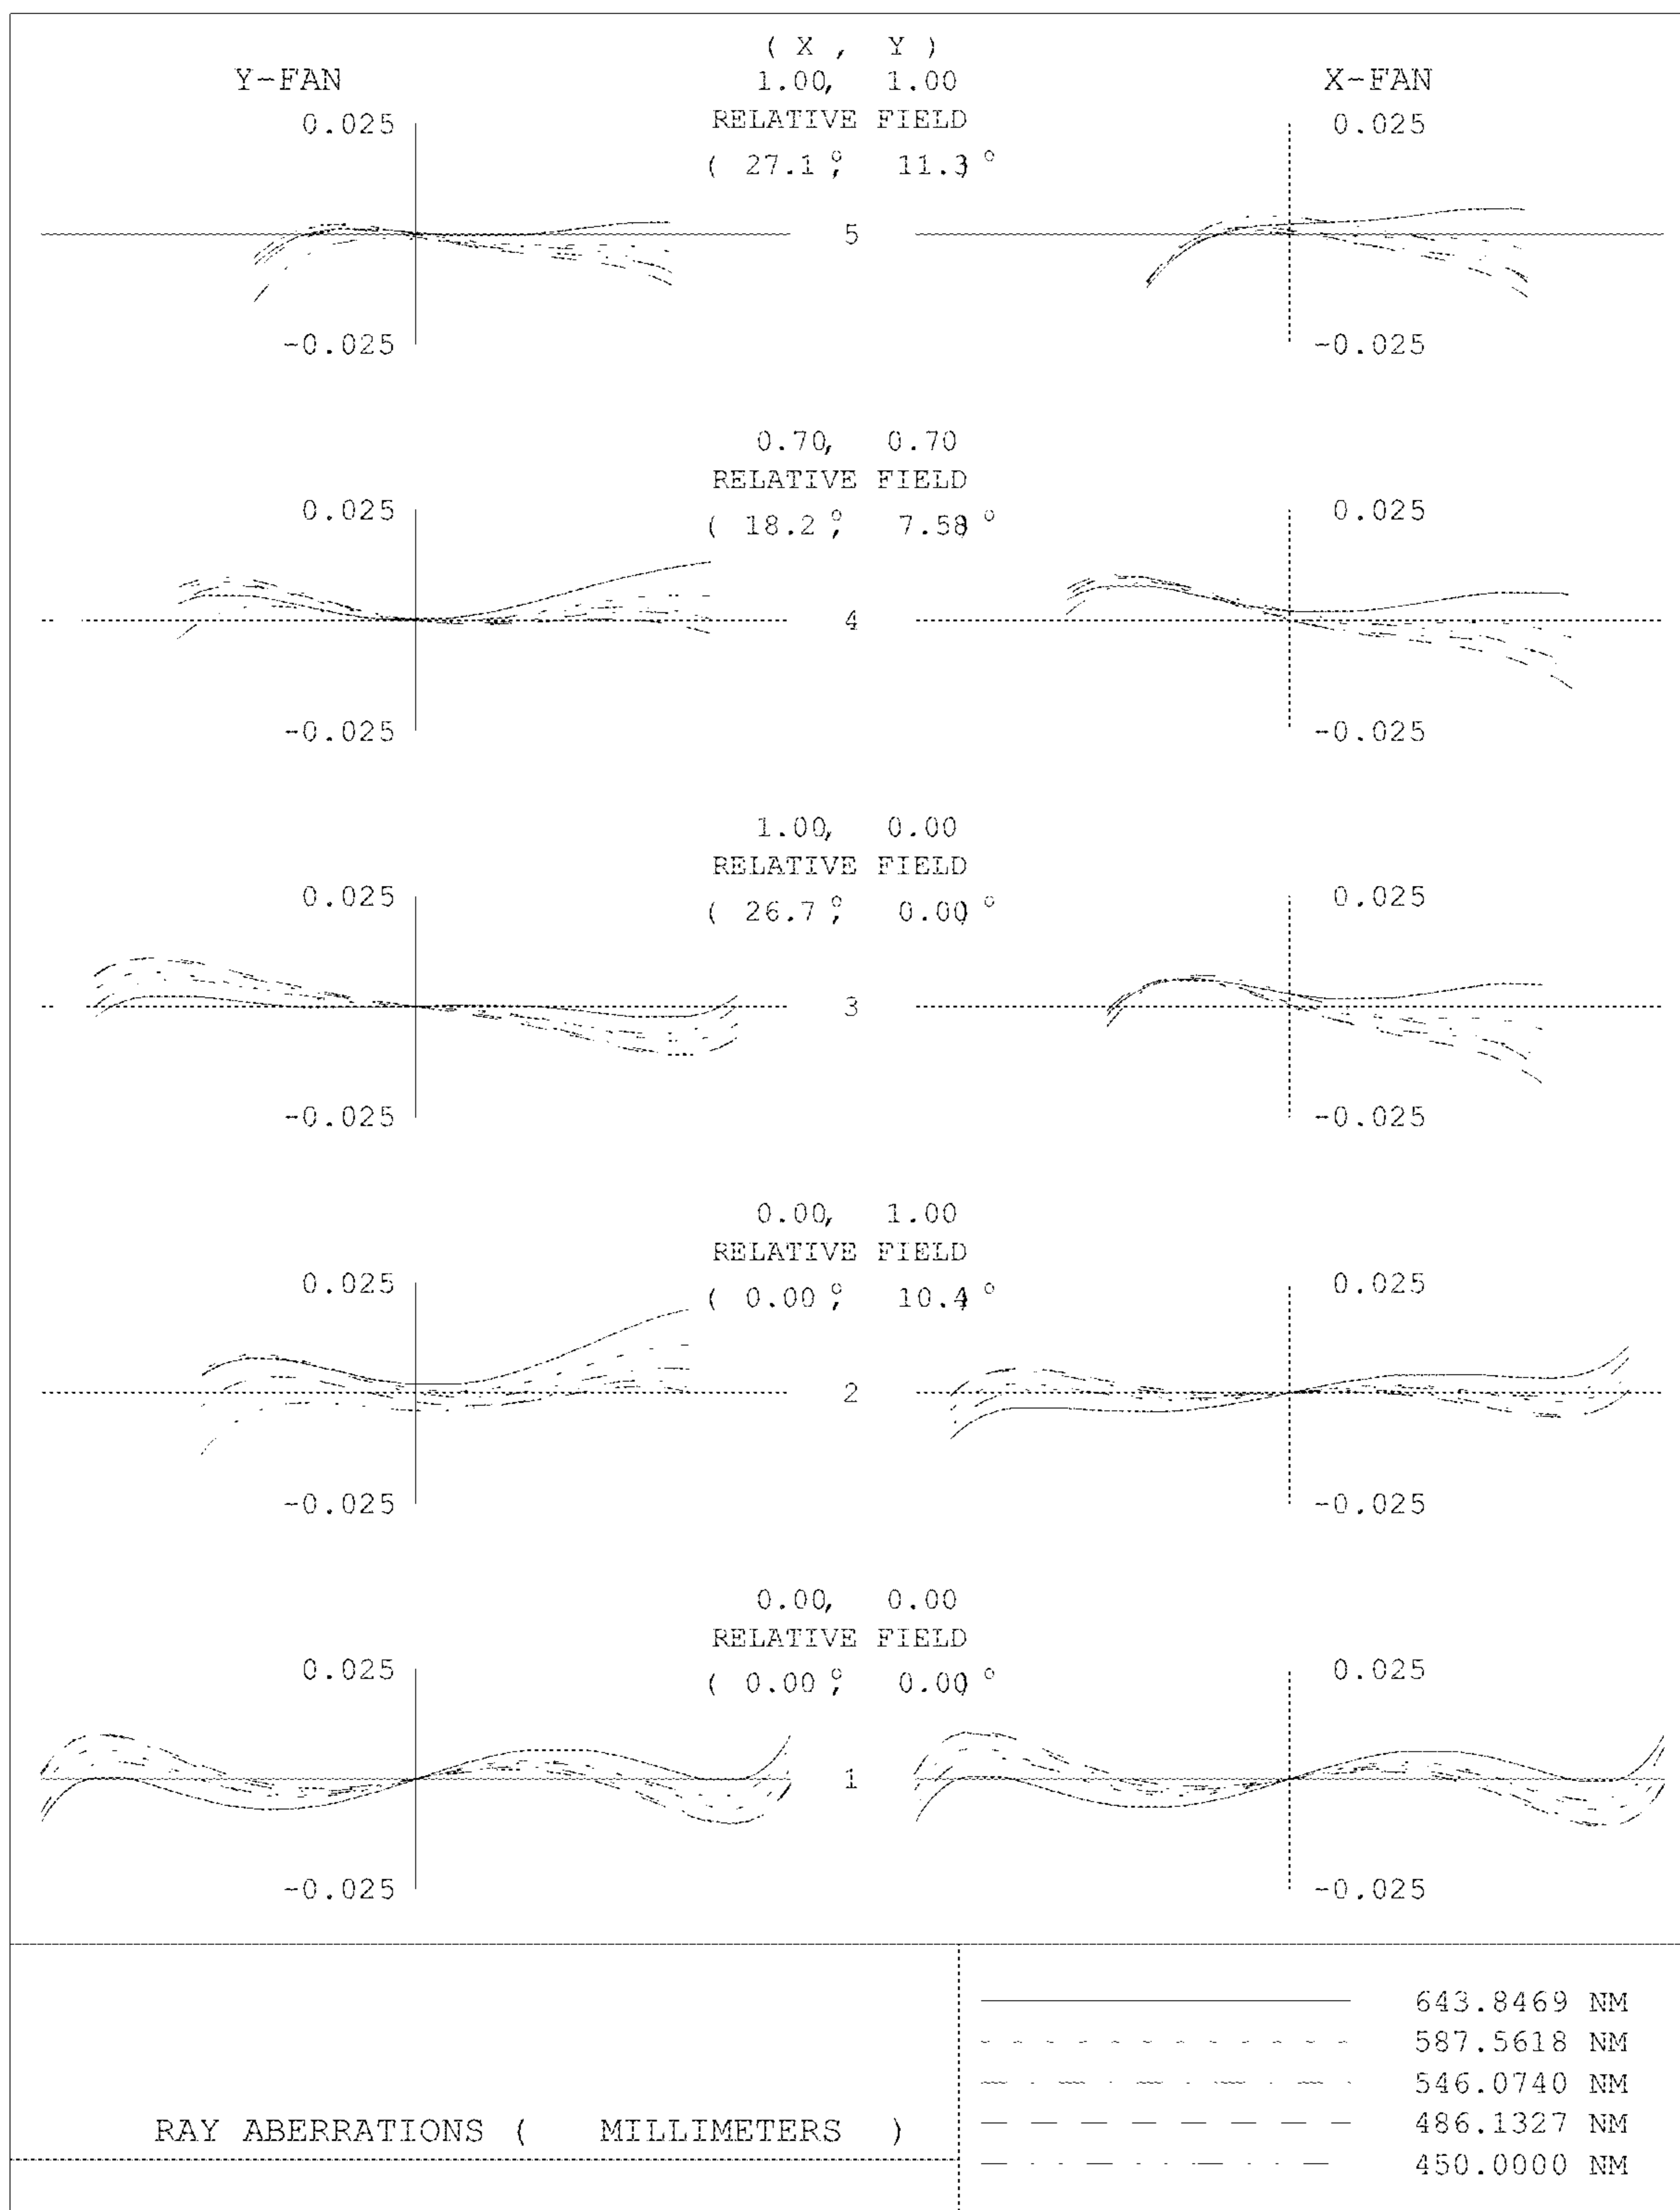 ( X , Y )
Y-FAN 1.00, 1.00 X-FAN
0.025 RELATIVE FIELD 0.025
( 27.1°, 11.3°)
5
-0.025 -0.025
0.70, 0.70
RELATIVE FIELD
0.025 ( 18.2°, 7.58°) 0.025
4
-0.025 -0.025
1.00, 0.00
RELATIVE FIELD
0.025 ( 26.7°, 0.00°) 0.025
3
-0.025 -0.025
0.00, 1.00
RELATIVE FIELD
0.025 ( 0.00°, 10.4°) 0.025
2
-0.025 -0.025
0.00, 0.00
RELATIVE FIELD
0.025 ( 0.00°, 0.00°) 0.025
1
-0.025 -0.025
643.8469 NM
587.5618 NM
546.0740 NM
486.1327 NM
450.0000 NM
RAY ABERRATIONS ( MILLIMETERS )